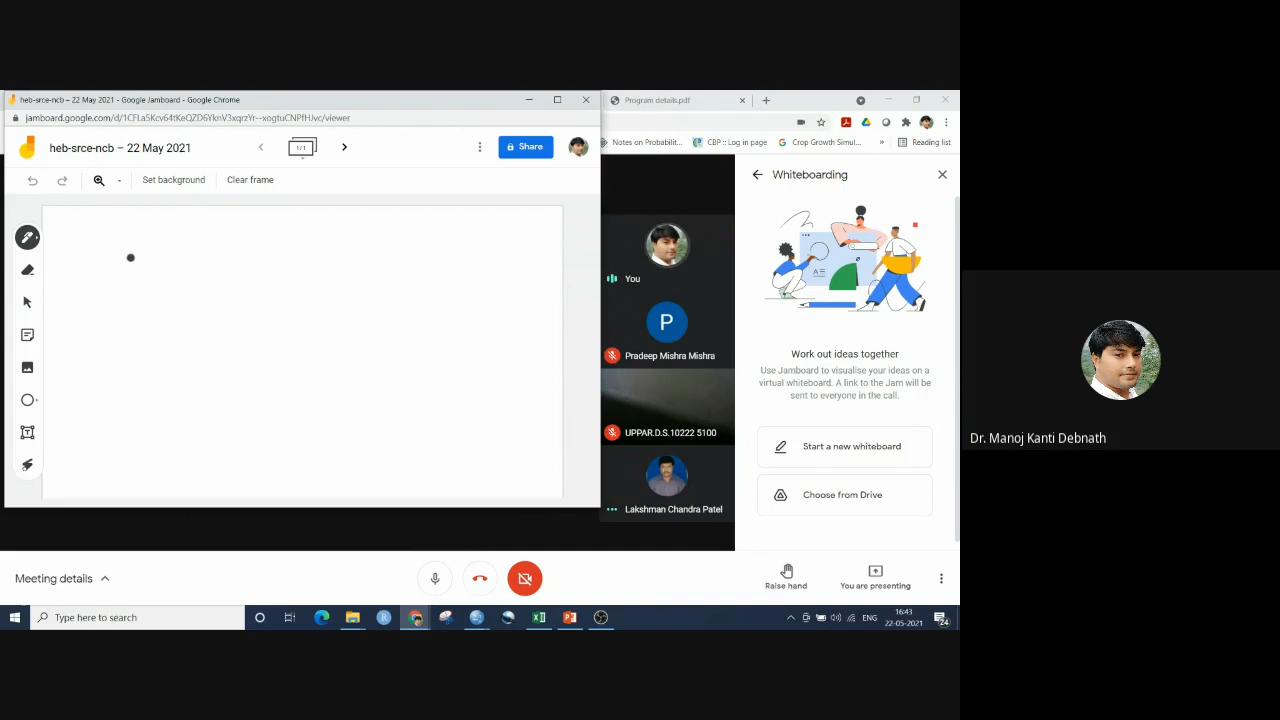 heb-srce-ncb – 22 May 2021 - Google Jamboard - Google Chrome
Program details.pdf
jamboard.google.com/d/1CFLa5Kcv64tKeQZD6YknV3xqrzYr--xogtuCNPfHJvc/viewer
Notes on Probabilit...
CBP :: Log in page
Crop Growth Simul...
Reading list
heb-srce-ncb – 22 May 2021
1/1
Share
Set background
Clear frame
Whiteboarding
You
P
Pradeep Mishra Mishra
UPPAR.D.S.10222 5100
Lakshman Chandra Patel
Work out ideas together
Use Jamboard to visualise your ideas on a
virtual whiteboard. A link to the Jam will be
sent to everyone in the call.
Start a new whiteboard
Choose from Drive
Dr. Manoj Kanti Debnath
Meeting details
Raise hand
You are presenting
Type here to search
ENG
16:43
22-05-2021
24